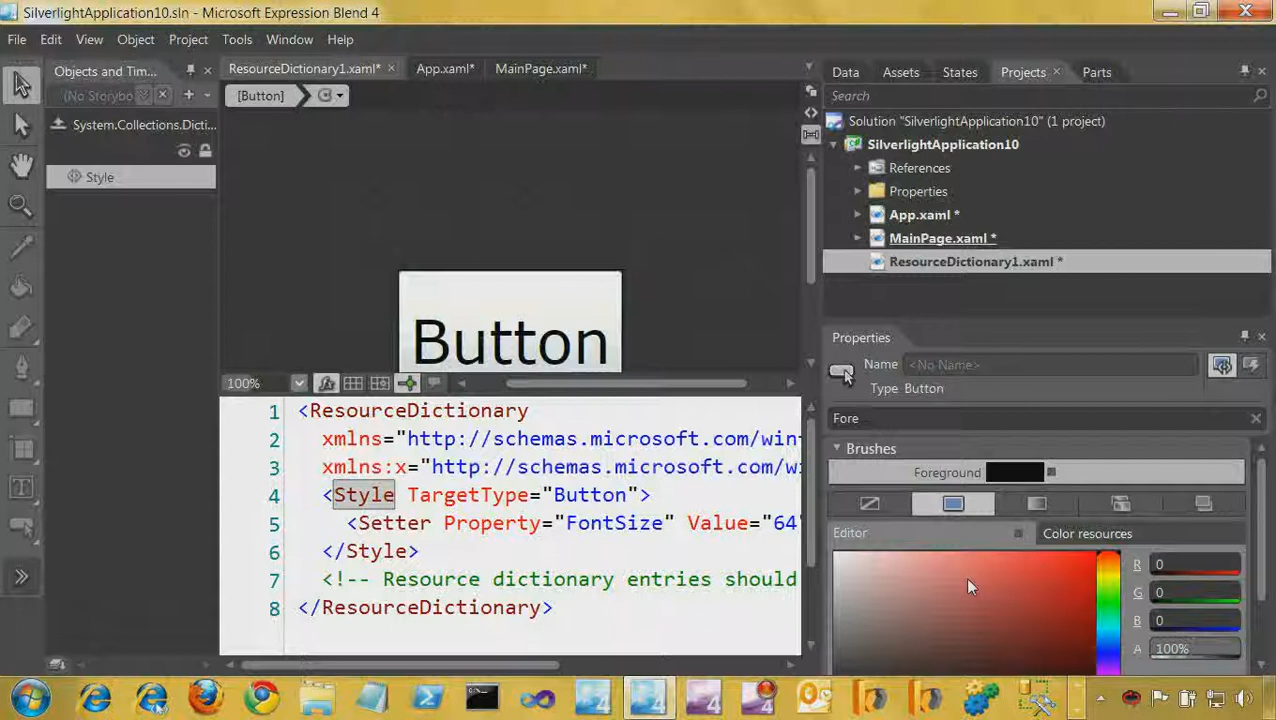 SilverlightApplication10.sln - Microsoft Expression Blend 4
File Edit View Object Project Tools Window Help
Objects and Tim...
ResourceDictionary1.xaml* App.xaml* MainPage.xaml*
Data Assets States Projects Parts
(No Storybo
[Button]
Search
System.Collections.Dicti...
Solution "SilverlightApplication10" (1 project)
SilverlightApplication10
References
Style
Properties
App.xaml *
MainPage.xaml *
ResourceDictionary1.xaml *
Button
Properties
Name <No Name>
Type Button
100%
Fore
1 <ResourceDictionary
2 xmlns="http://schemas.microsoft.com/win
3 xmlns:x="http://schemas.microsoft.com/w
4 <Style TargetType="Button">
5 <Setter Property="FontSize" Value="64
6 </Style>
7 <!-- Resource dictionary entries should
8 </ResourceDictionary>
Brushes
Foreground
Editor Color resources
R 0
G 0
B 0
A 100%